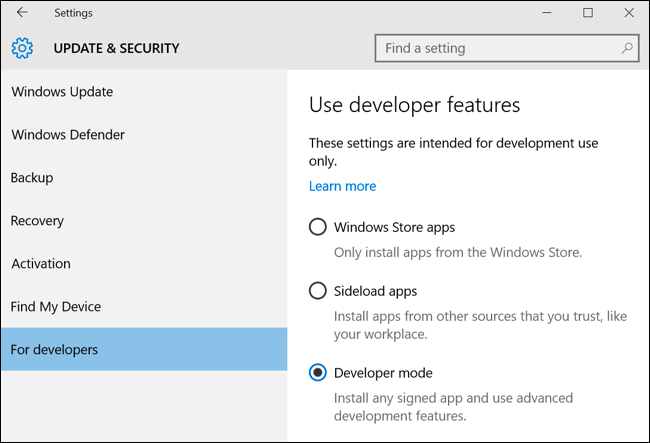 Settings
UPDATE & SECURITY
Find a setting
Windows Update
Windows Defender
Backup
Recovery
Activation
Find My Device
For developers
Use developer features
These settings are intended for development use
only.
Learn more
Windows Store apps
Only install apps from the Windows Store.
Sideload apps
Install apps from other sources that you trust, like
your workplace.
Developer mode
Install any signed app and use advanced
development features.